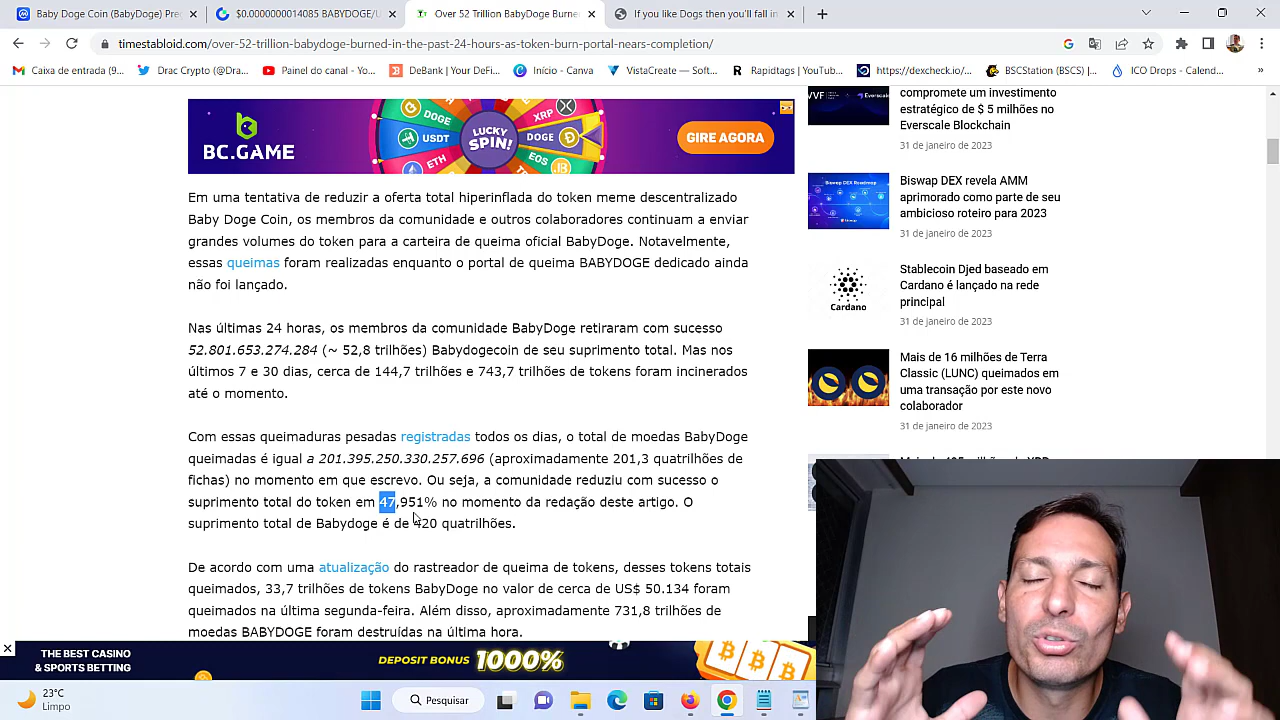 Baby Doge Coin (BabyDoge) Pre
$0.0000000014085 BABYDOGE/U
Over 52 Trillion BabyDoge Burne
If you like Dogs then you'll fall in
timestabloid.com/over-52-trillion-babydoge-burned-in-the-past-24-hours-as-token-burn-portal-nears-completion/
Caixa de entrada (9...
Drac Crypto (@Dra...
Painel do canal - Yo...
DeBank | Your DeFi...
Início - Canva
VistaCreate — Soft...
Rapidtags | YouTub...
https://dexcheck.io/...
BSCStation (BSCS) |...
ICO Drops - Calend...
BC.GAME
DOGE
USDT
ETH
LUCKY
SPIN!
XRP
DOGE
EOS
GIRE AGORA
Em uma tentativa de reduzir a oferta total hiperinflada do token meme descentralizado
Baby Doge Coin, os membros da comunidade e outros colaboradores continuam a enviar
grandes volumes do token para a carteira de queima oficial BabyDoge. Notavelmente,
essas queimas foram realizadas enquanto o portal de queima BABYDOGE dedicado ainda
não foi lançado.
Nas últimas 24 horas, os membros da comunidade BabyDoge retiraram com sucesso
52.801.653.274.284 (~ 52,8 trilhões) Babydogecoin de seu suprimento total. Mas nos
últimos 7 e 30 dias, cerca de 144,7 trilhões e 743,7 trilhões de tokens foram incinerados
até o momento.
Com essas queimaduras pesadas registradas todos os dias, o total de moedas BabyDoge
queimadas é igual a 201.395.250.330.257.696 (aproximadamente 201,3 quatrilhões de
fichas) no momento em que escrevo. Ou seja, a comunidade reduziu com sucesso o
suprimento total do token em 47,951% no momento da redação deste artigo. O
suprimento total de Babydoge é de 420 quatrilhões.
De acordo com uma atualização do rastreador de queima de tokens, desses tokens totais
queimados, 33,7 trilhões de tokens BabyDoge no valor de cerca de US$ 50.134 foram
queimados na última segunda-feira. Além disso, aproximadamente 731,8 trilhões de
moedas BABYDOGE foram destruídas na última hora.
compromete um investimento
estratégico de $ 5 milhões no
Everscale Blockchain
31 de janeiro de 2023
Biswap DEX Roadmap
Biswap DEX revela AMM
aprimorado como parte de seu
ambicioso roteiro para 2023
31 de janeiro de 2023
Cardano
Stablecoin Djed baseado em
Cardano é lançado na rede
principal
31 de janeiro de 2023
Mais de 16 milhões de Terra
Classic (LUNC) queimados em
uma transação por este novo
colaborador
31 de janeiro de 2023
THE BEST CASINO
& SPORTS BETTING
DEPOSIT BONUS 1000%
23°C
Limpo
Pesquisar